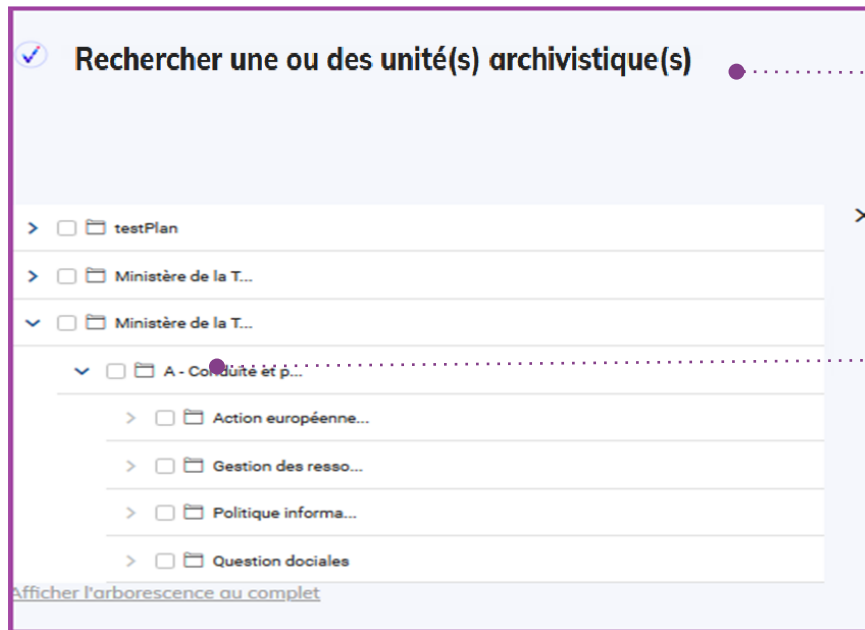 Rechercher une ou des unité(s) archivistique(s)
testPlan
Ministère de la T...
Ministère de la T...
A - Conduite et p...
Action européenne...
Gestion des resso...
Politique informa...
Question dociales
Afficher l'arborescence au complet